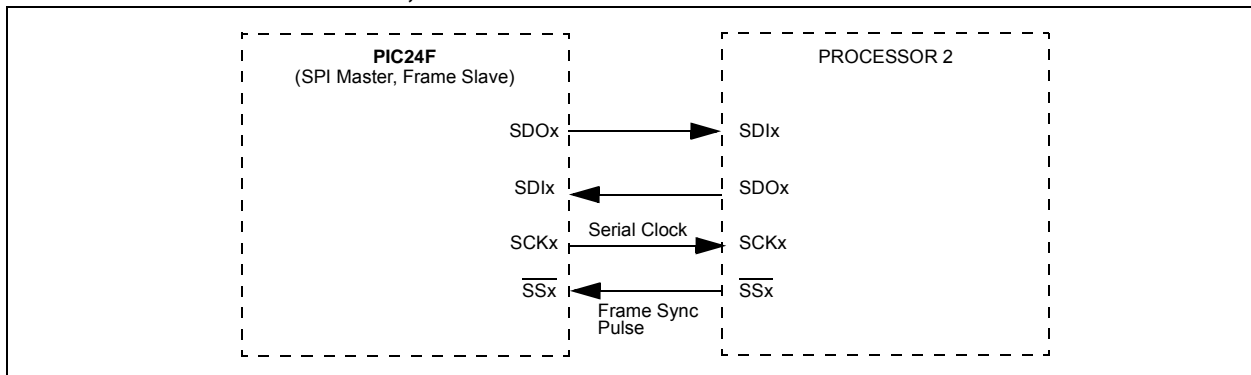 PIC24F
(SPI Master, Frame Slave)
PROCESSOR 2
SDOx
SDIx
SDIx
SDOx
Serial Clock
SCKx
SCKx
SSx
SSx
Frame Sync
Pulse